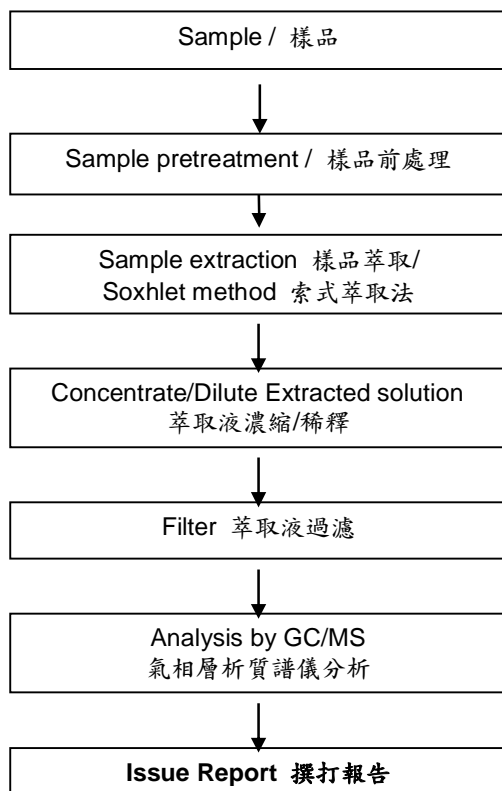 Sample / 樣品
Sample pretreatment / 樣品前處理
Sample extraction 樣品萃取/
Soxhlet method 索式萃取法
Concentrate/Dilute Extracted solution
萃取液濃縮/稀釋
Filter 萃取液過濾
Analysis by GC/MS
氣相層析質譜儀分析
Issue Report 撰打報告